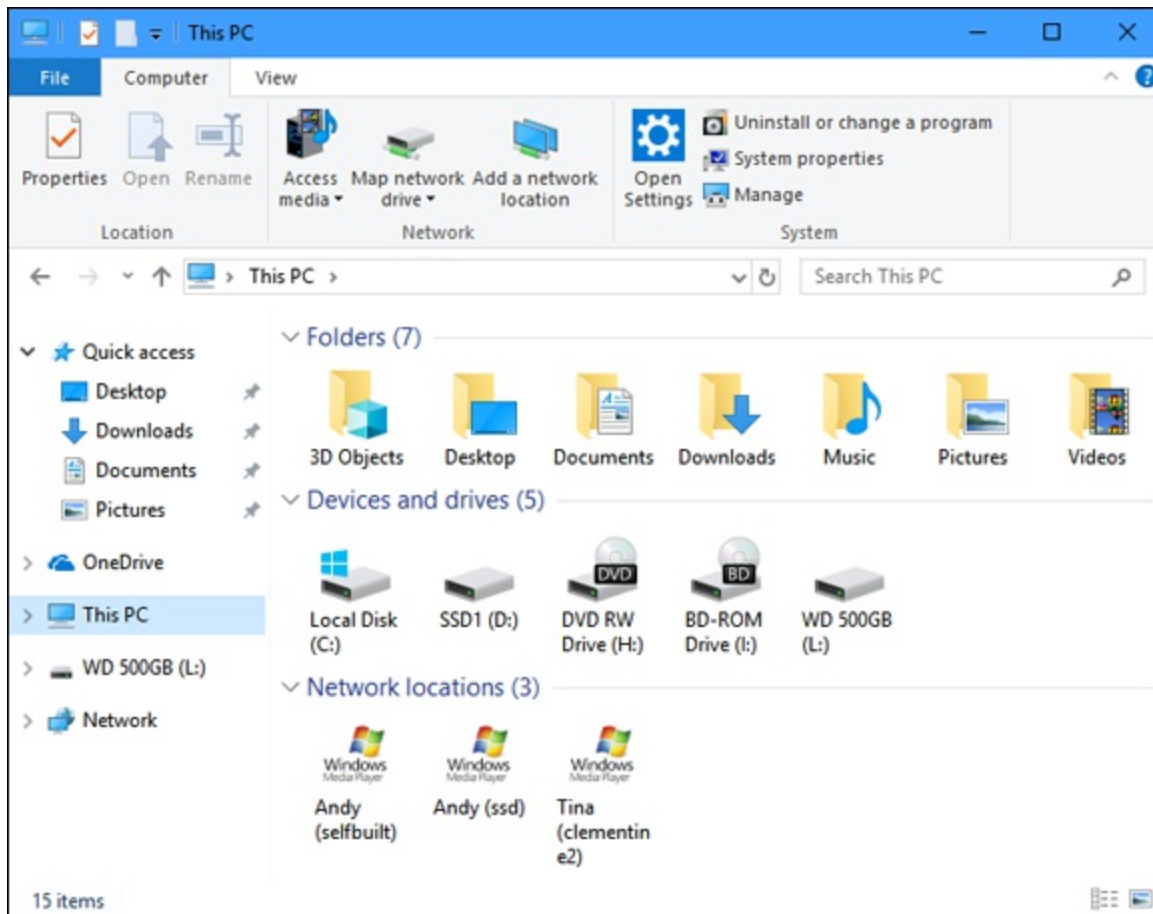 This PC
File Computer View
Properties Open Rename Access media Map network drive Add a network location Open Settings Uninstall or change a program
System properties
Manage
Location Network System
This PC Search This PC
Quick access
Desktop
Downloads
Documents
Pictures
OneDrive
This PC
WD 500GB (L:)
Network
Folders (7)
3D Objects Desktop Documents Downloads Music Pictures Videos
Devices and drives (5)
DVD BD
Local Disk SSD1 (D:) DVD RW BD-ROM WD 500GB
(C:) Drive (H:) Drive (I:) (L:)
Network locations (3)
Windows Media Player Windows Media Player Windows Media Player
Andy Andy (ssd) Tina
(selfbuilt) (clementin
e2)
15 items